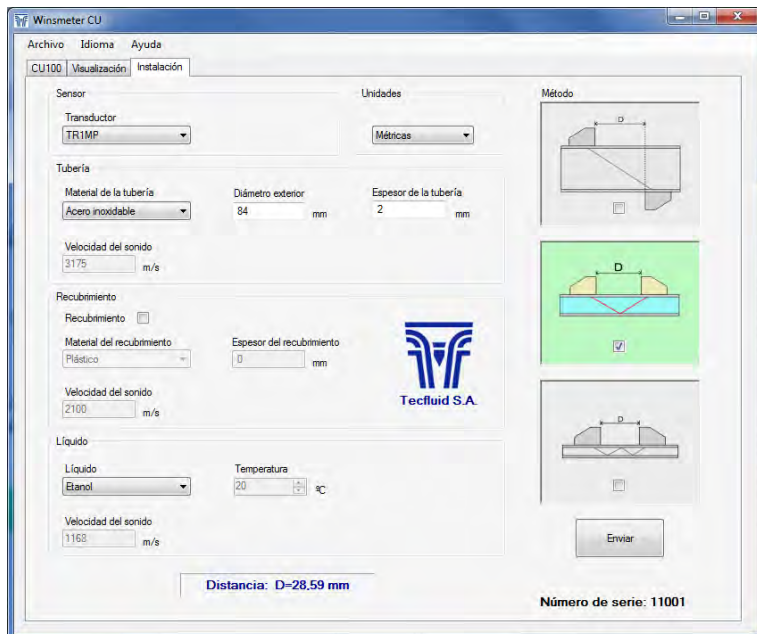 Winsmeter CU
Archivo Idioma Ayuda
CU100 Visualización Instalación
Sensor
Transductor
TR1MP
Unidades
Métricas
Tubería
Material de la tubería
Acero inoxidable
Diámetro exterior
84 mm
Espesor de la tubería
2 mm
Velocidad del sonido
3175 m/s
Recubrimiento
Recubrimiento
Material del recubrimiento
Plástico
Espesor del recubrimiento
0 mm
Velocidad del sonido
2100 m/s
Tecfluid S.A.
Líquido
Líquido
Etanol
Temperatura
20 ºC
Velocidad del sonido
1168 m/s
Distancia: D=28,59 mm
Método
D
D
D
Enviar
Número de serie: 11001